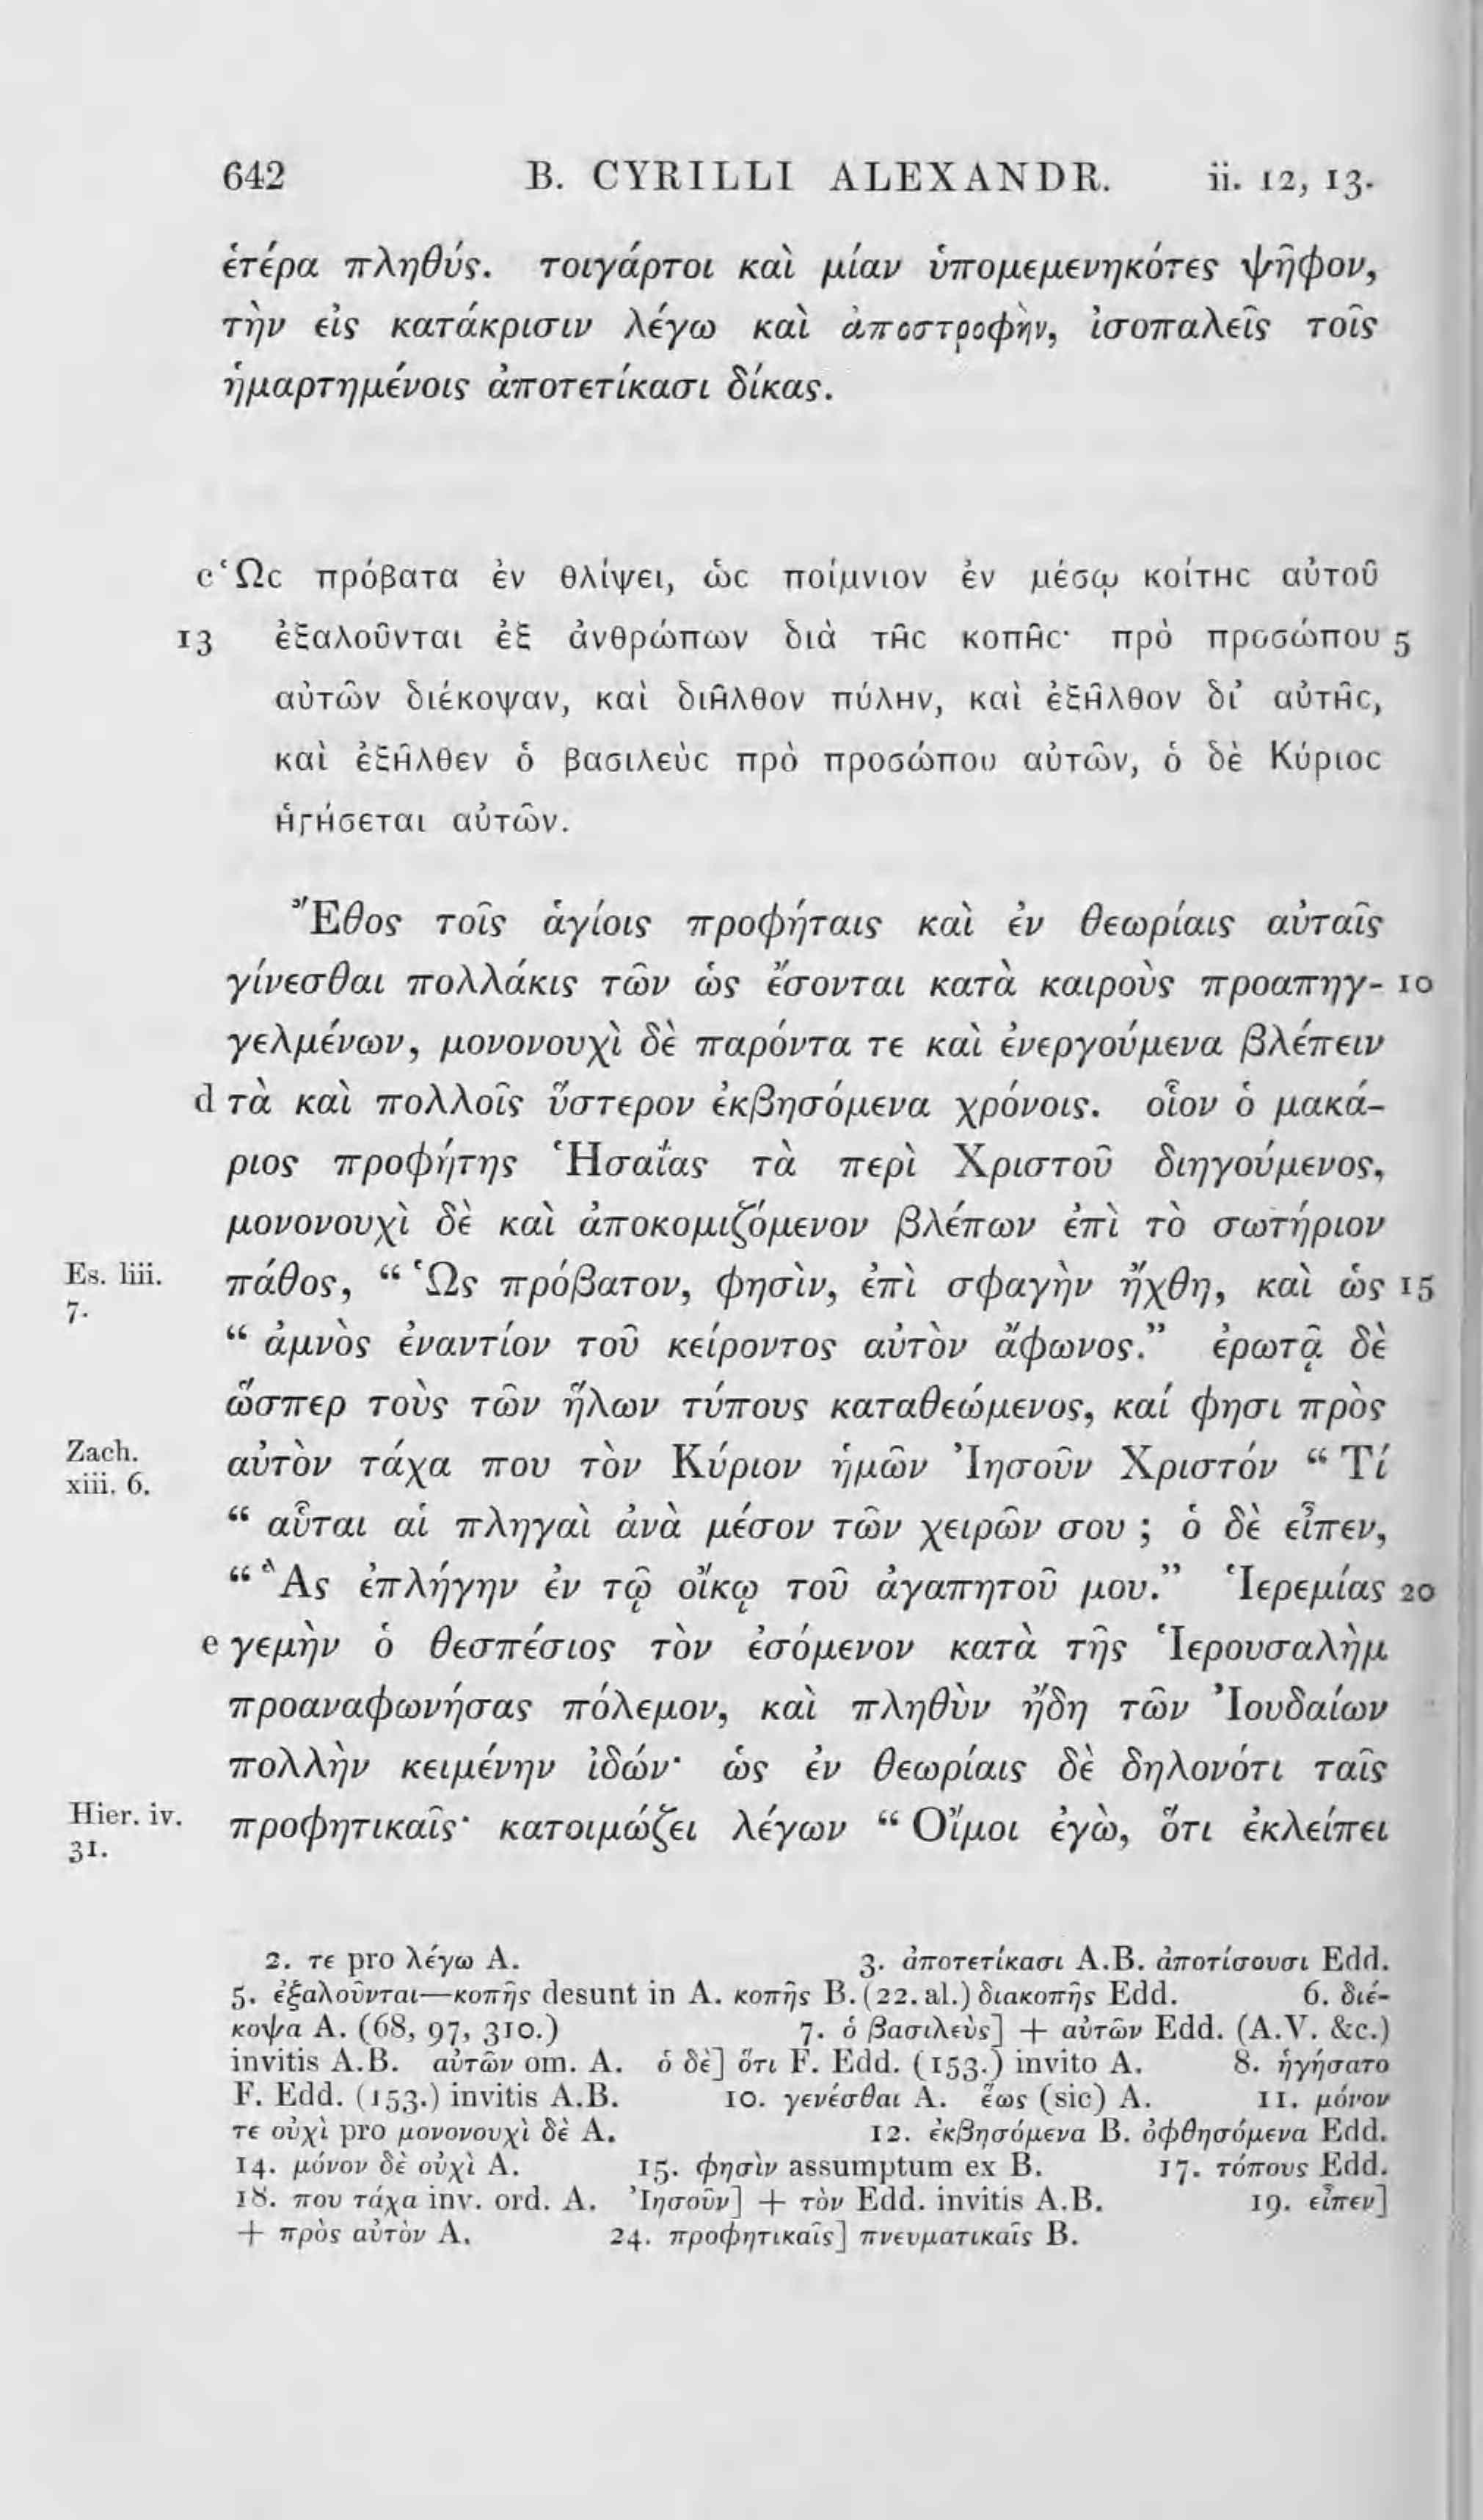 642 B. CYRILLI ALEXANDR. ii. 12, 13.
ἑτέρα πληθύς. τοιγάρτοι καὶ μίαν ὑπομεμενηκότες ψῆφον,
τὴν εἰς κατάκρισιν λέγω καὶ ἀποστροφὴν, ἰσοπαλεῖς τοῖς
ἡμαρτημένοις ἀποτετίκασι δίκας.
c Ὡς πρόβατα ἐν θλίψει, ὡς ποίμνιον ἐν μέσῳ κοίτης αὐτοῦ
13 ἐξαλοῦνται ἐξ ἀνθρώπων διὰ τῆς κοπῆς· πρὸ προσώπου 5
αὐτῶν διέκοψαν, καὶ διῆλθον πύλην, καὶ ἐξῆλθον δι’ αὐτῆς,
καὶ ἐξῆλθεν ὁ βασιλεὺς πρὸ προσώπου αὐτῶν, ὁ δὲ Κύριος
ἡγήσεται αὐτῶν.
Ἔθος τοῖς ἁγίοις προφήταις καὶ ἐν θεωρίαις αὐταῖς
γίνεσθαι πολλάκις τῶν ὡς ἔσονται κατὰ καιροὺς προαπηγ- 10
γελμένων, μονονουχὶ δὲ παρόντα τε καὶ ἐνεργούμενα βλέπειν
d τὰ καὶ πολλοῖς ὕστερον ἐκβησόμενα χρόνοις. οἷον ὁ μακά-
ριος προφήτης Ἡσαΐας τὰ περὶ Χριστοῦ διηγούμενος,
μονονουχὶ δὲ καὶ ἀποκομιζόμενον βλέπων ἐπὶ τὸ σωτήριον
Es. liii. πάθος, “ Ὡς πρόβατον, φησὶν, ἐπὶ σφαγὴν ἤχθη, καὶ ὡς 15
7.
“ ἀμνὸς ἐναντίον τοῦ κείροντος αὐτὸν ἄφωνος.” ἐρωτᾷ δὲ
ὥσπερ τοὺς τῶν ἥλων τύπους καταθεώμενος, καί φησι πρὸς
Zach. αὐτὸν τάχα που τὸν Κύριον ἡμῶν Ἰησοῦν Χριστόν “ Τί
xiii. 6.
“ αὗται αἱ πληγαὶ ἀνὰ μέσον τῶν χειρῶν σου ; ὁ δὲ εἶπεν,
“ Ἃς ἐπλήγην ἐν τῷ οἴκῳ τοῦ ἀγαπητοῦ μου.” Ἱερεμίας 20
e γεμὴν ὁ θεσπέσιος τὸν ἐσόμενον κατὰ τῆς Ἱερουσαλὴμ
προαναφωνήσας πόλεμον, καὶ πληθὺν ἤδη τῶν Ἰουδαίων
πολλὴν κειμένην ἰδών· ὡς ἐν θεωρίαις δὲ δηλονότι ταῖς
Hier. iv. προφητικαῖς· κατοιμώζει λέγων “ Οἴμοι ἐγὼ, ὅτι ἐκλείπει
31.
2. τε pro λέγω A. 3. ἀποτετίκασι A.B. ἀποτίσουσι Edd.
5. ἐξαλοῦνται—κοπῆς desunt in A. κοπῆς B. (22. al.) διακοπῆς Edd. 6. διέ-
κοψα A. (68, 97, 310.) 7. ὁ βασιλεὺς] + αὐτῶν Edd. (A.V. &c.)
invitis A.B. αὐτῶν om. A. ὁ δὲ] ὅτι F. Edd. (153.) invito A. 8. ἡγήσατο
F. Edd. (153.) invitis A.B. 10. γενέσθαι A. ἕως (sic) A. 11. μόνον
τε οὐχὶ pro μονονουχὶ δὲ A. 12. ἐκβησόμενα B. ὀφθησόμενα Edd.
14. μόνον δὲ οὐχὶ A. 15. φησὶν assumptum ex B. 17. τόπους Edd.
18. που τάχα inv. ord. A. Ἰησοῦν] + τὸν Edd. invitis A.B. 19. εἶπεν]
+ πρὸς αὐτὸν A. 24. προφητικαῖς] πνευματικαῖς B.